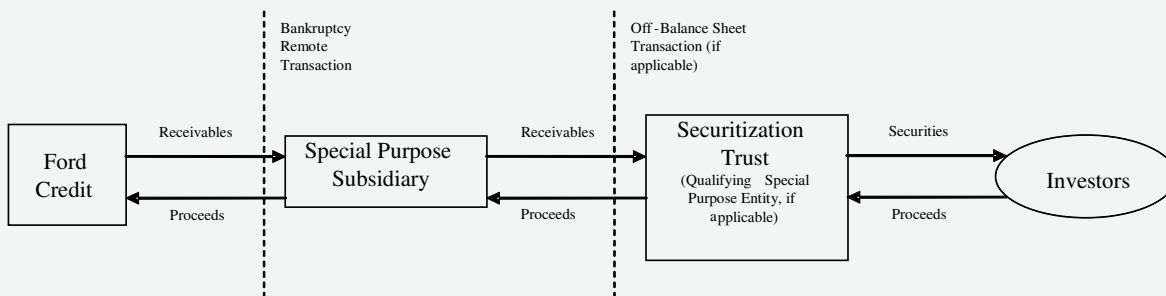 Bankruptcy
Remote
Transaction
Off-Balance Sheet
Transaction (if
applicable)
Ford
Credit
Receivables
Proceeds
Special Purpose
Subsidiary
Receivables
Proceeds
Securitization
Trust
(Qualifying Special
Purpose Entity, if
applicable)
Securities
Proceeds
Investors